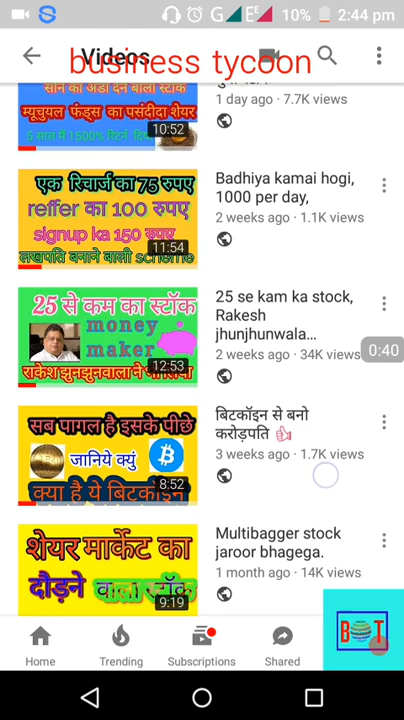 10% 2:44 pm
Videos
business tycoon
सोने का अंडा देने वाला स्टॉक
म्यूचुयल फंड्स का पसंदीदा शेयर
5 साल में 1500% रिटर्न
10:52
1 day ago · 7.7K views
एक रिचार्ज का 75 रुपए
reffer का 100 रुपए
signup ka 150 रुपए
लखपति बनाने वाली scheme
11:54
Badhiya kamai hogi,
1000 per day,
2 weeks ago · 1.1K views
25 से कम का स्टॉक
money
maker
राकेश झुनझुनवाला ने
12:53
25 se kam ka stock,
Rakesh
jhunjhunwala...
2 weeks ago · 34K views
0:40
सब पागल है इसके पीछे
जानिये क्युं
क्या है ये बिटकॉइन
8:52
बिटकॉइन से बनो
करोड़पति
3 weeks ago · 1.7K views
शेयर मार्केट का
दौड़ने वाला स्टॉक
9:19
Multibagger stock
jaroor bhagega.
1 month ago · 14K views
BOT
Home
Trending
Subscriptions
Shared